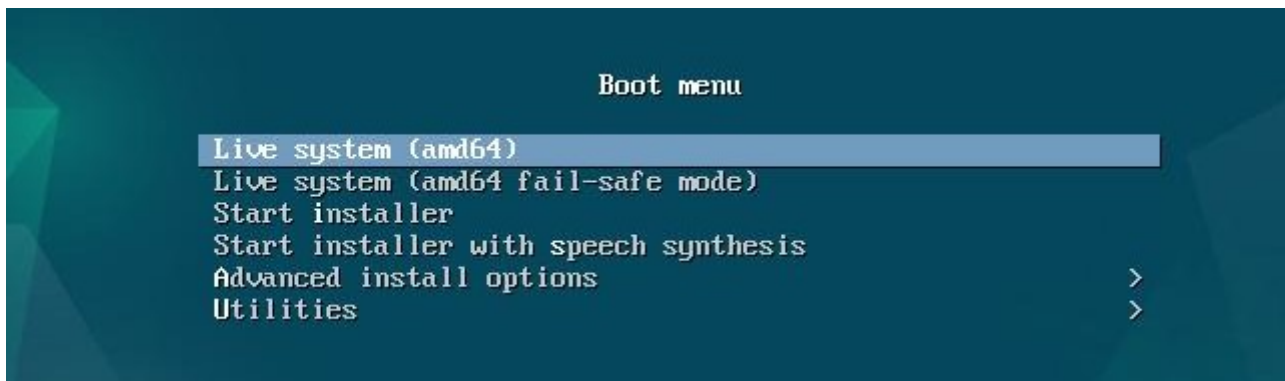 Boot menu
Live system (amd64)
Live system (amd64 fail-safe mode)
Start installer
Start installer with speech synthesis
Advanced install options >
Utilities >